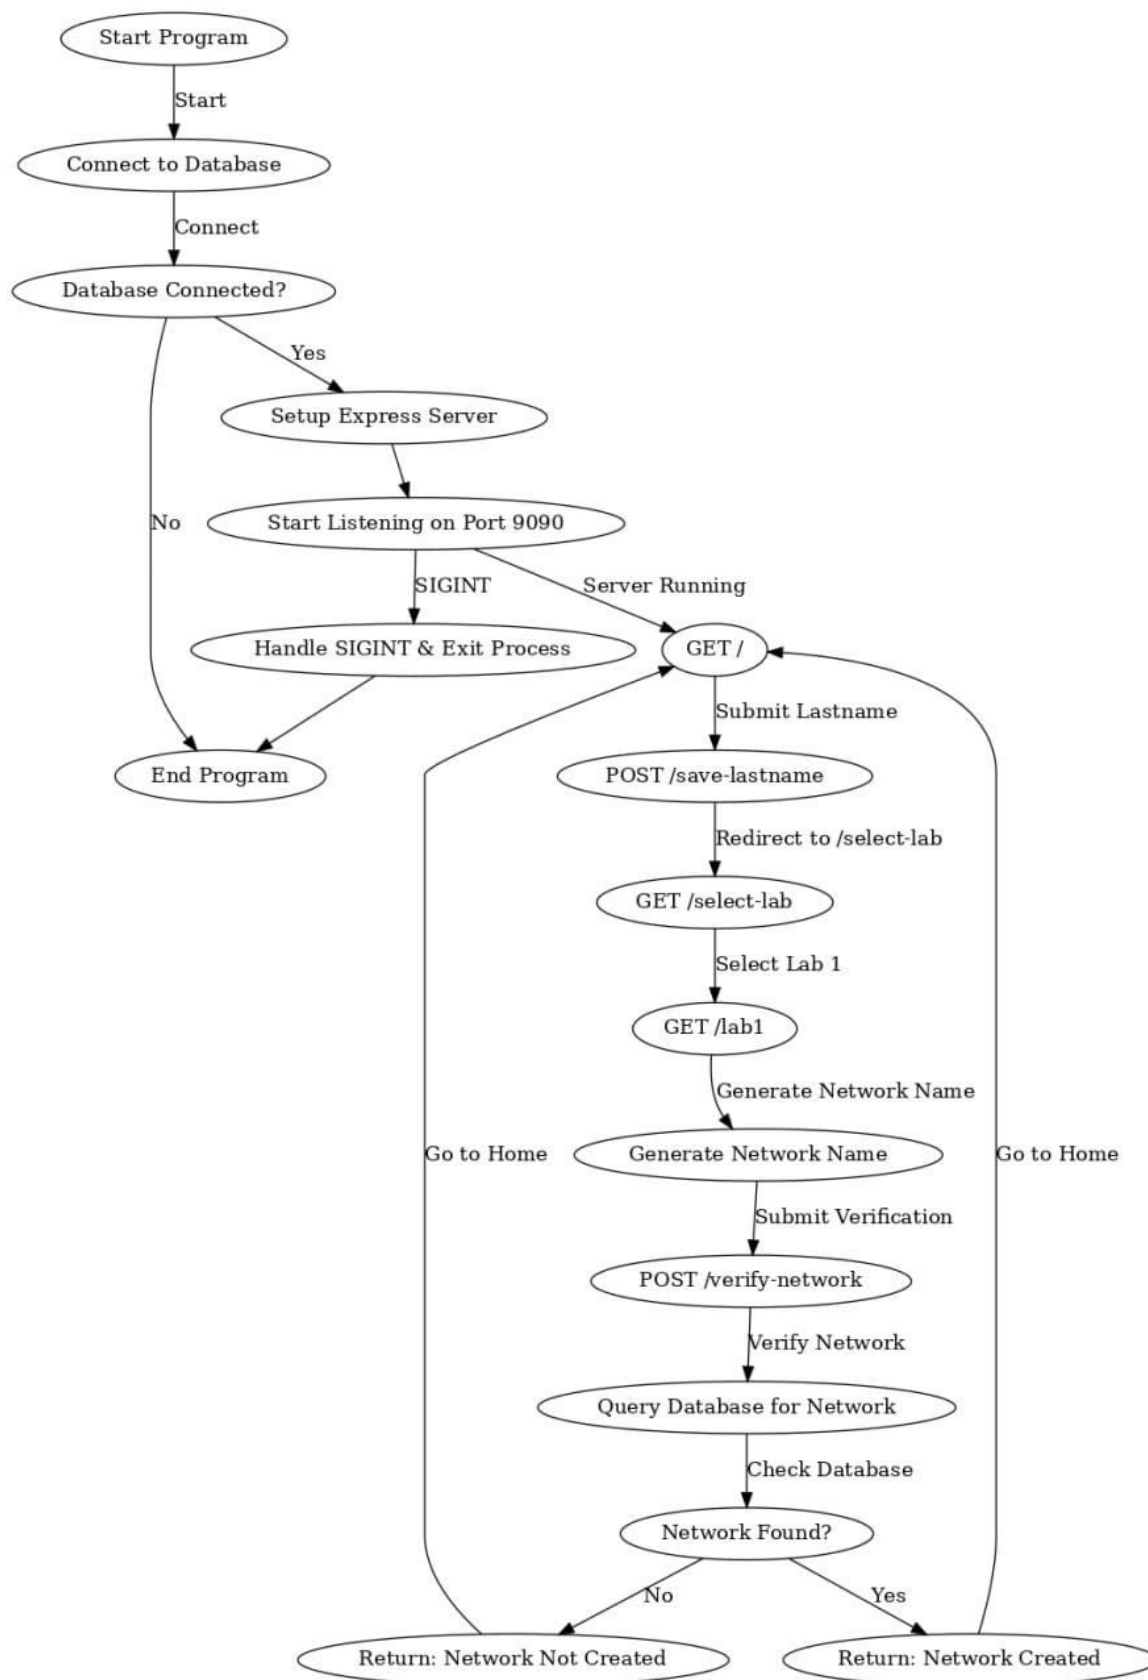 Start Program
Start
Connect to Database
Connect
Database Connected?
Yes
Setup Express Server
No
Start Listening on Port 9090
SIGINT
Server Running
Handle SIGINT & Exit Process
GET /
Submit Lastname
End Program
POST /save-lastname
Redirect to /select-lab
GET /select-lab
Select Lab 1
GET /lab1
Generate Network Name
Go to Home
Generate Network Name
Go to Home
Submit Verification
POST /verify-network
Verify Network
Query Database for Network
Check Database
Network Found?
No
Yes
Return: Network Not Created
Return: Network Created